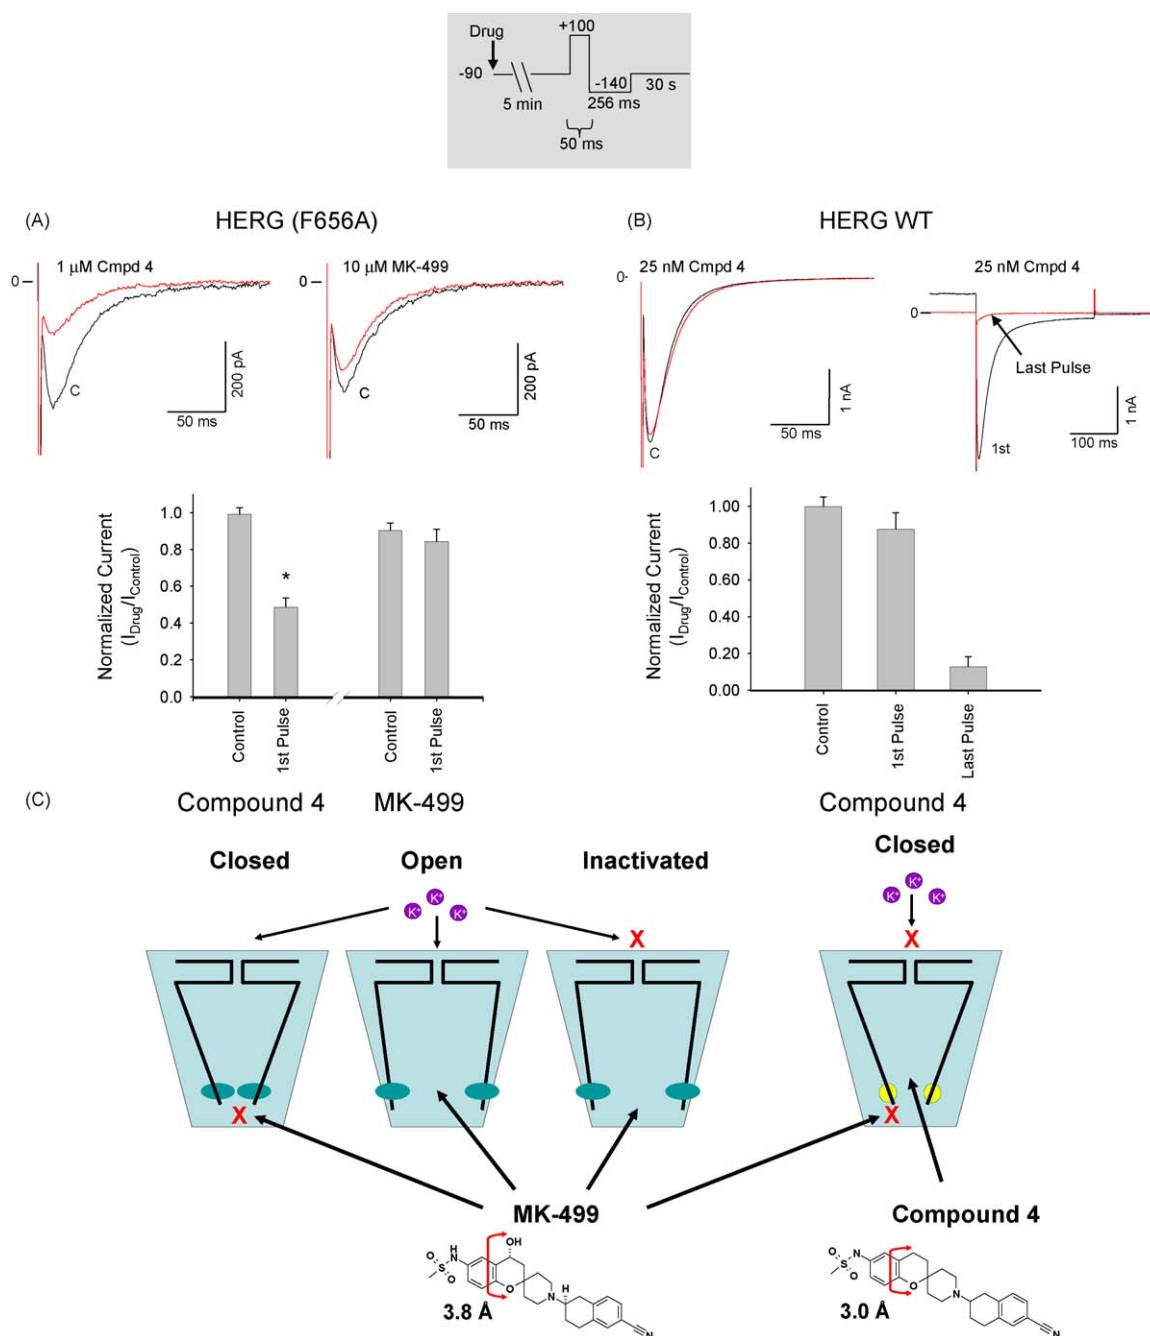 Drug
+100
-90
-140
30 s
5 min
256 ms
50 ms
(A)
HERG (F656A)
(B)
HERG WT
1 μM Cmpd 4
0
C
200 pA
50 ms
10 μM MK-499
0
C
200 pA
50 ms
25 nM Cmpd 4
0
C
1 nA
50 ms
25 nM Cmpd 4
0
Last Pulse
1st
1 nA
100 ms
Normalized Current
(I_Drug/I_Control)
1.0
0.8
0.6
0.4
0.2
0.0
*
Control
1st Pulse
Control
1st Pulse
Compound 4
MK-499
Normalized Current
(I_Drug/I_Control)
1.00
0.80
0.60
0.40
0.20
0.00
Control
1st Pulse
Last Pulse
Compound 4
(C)
Closed
Open
Inactivated
Closed
K+
K+
K+
K+
K+
K+
X
X
X
X
MK-499
Compound 4
H
N
O
S
O
OH
O
N
H
N
3.8 Å
N
O
S
O
O
N
N
3.0 Å